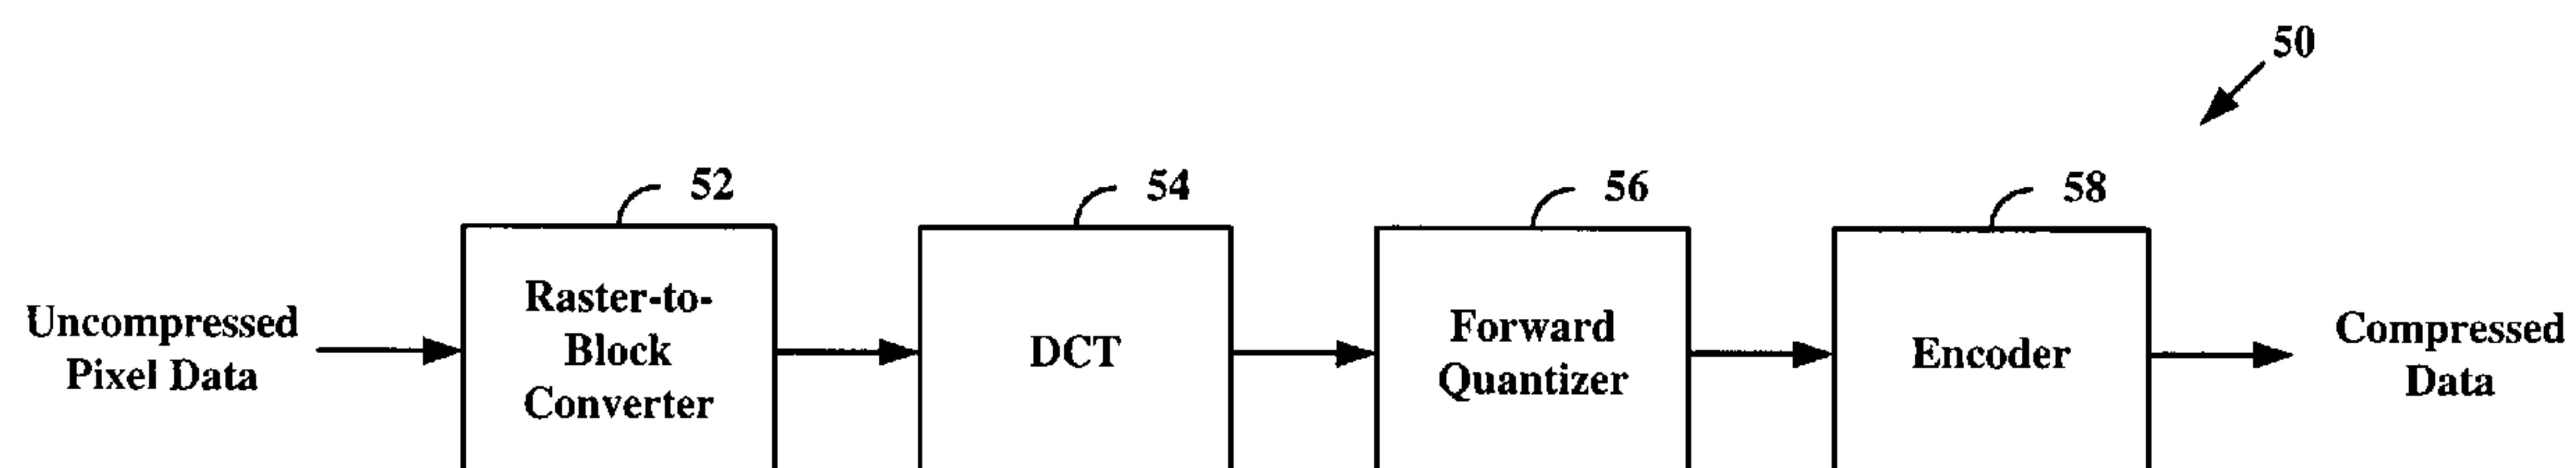 50
52
54
56
58
Uncompressed
Pixel Data
Raster-to-
Block
Converter
DCT
Forward
Quantizer
Encoder
Compressed
Data